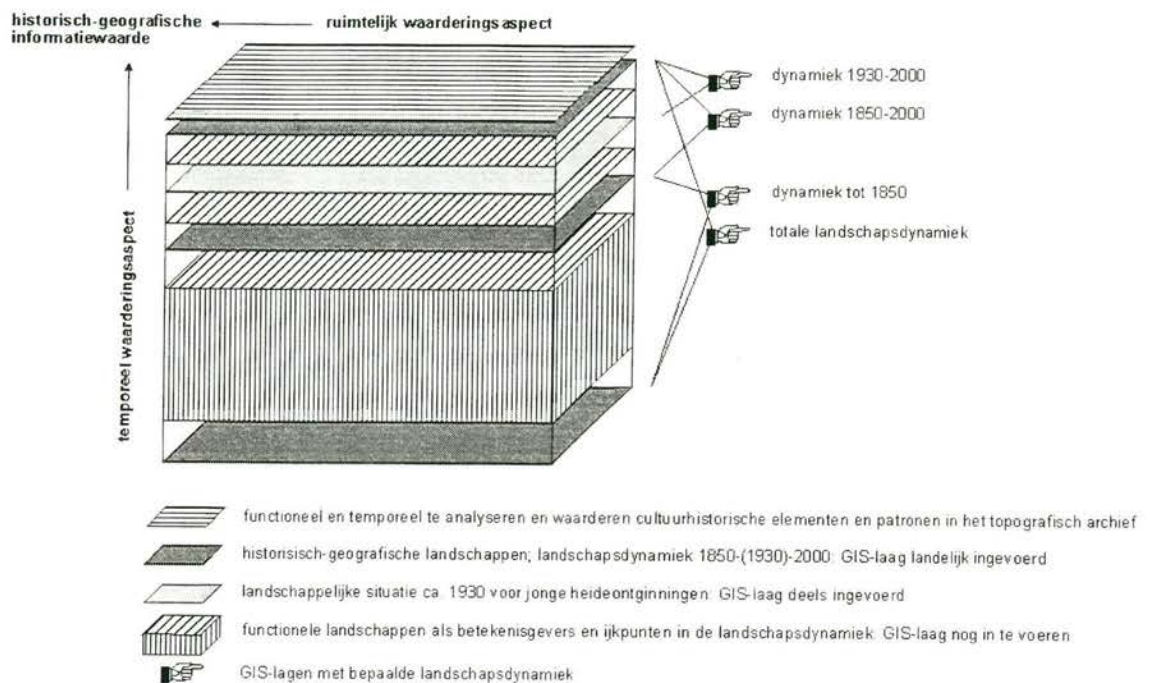 historisch-geografische
informatiewaarde
ruimtelijk waarderingsaspect
temporeel waarderingsaspect
dynamiek 1930-2000
dynamiek 1850-2000
dynamiek tot 1850
totale landschapsdynamiek
functioneel en temporeel te analyseren en waarderen cultuurhistorische elementen en patronen in het topografisch archief
historisisch-geografische landschappen; landschapsdynamiek 1850-(1930)-2000: GIS-laag landelijk ingevoerd
landschappelijke situatie ca. 1930 voor jonge heideontginningen: GIS-laag deels ingevoerd
functionele landschappen als betekenisgevers en ijkpunten in de landschapsdynamiek: GIS-laag nog in te voeren
GIS-lagen met bepaalde landschapsdynamiek